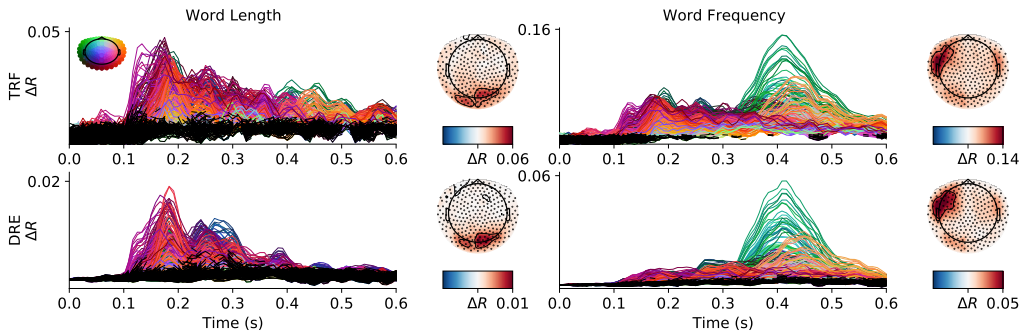 Word Length
Word Frequency
TRF
ΔR
0.05
0.0 0.1 0.2 0.3 0.4 0.5 0.6
ΔR 0.06
0.16
0.0 0.1 0.2 0.3 0.4 0.5 0.6
ΔR 0.14
DRE
ΔR
0.02
0.0 0.1 0.2 0.3 0.4 0.5 0.6
Time (s)
ΔR 0.01
0.06
0.0 0.1 0.2 0.3 0.4 0.5 0.6
Time (s)
ΔR 0.05